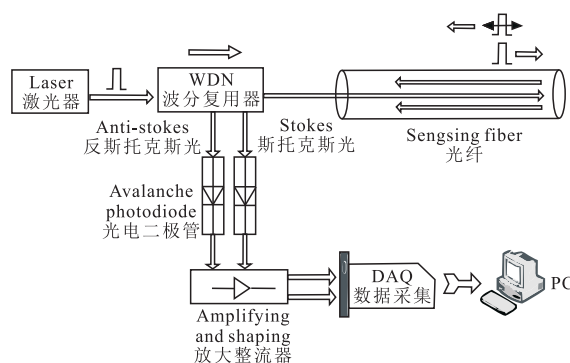 Laser
激光器
WDN
波分复用器
Anti-stokes
反斯托克斯光
Stokes
斯托克斯光
Sengsing fiber
光纤
Avalanche
photodiode
光电二极管
Amplifying
and shaping
放大整流器
DAQ
数据采集
PC